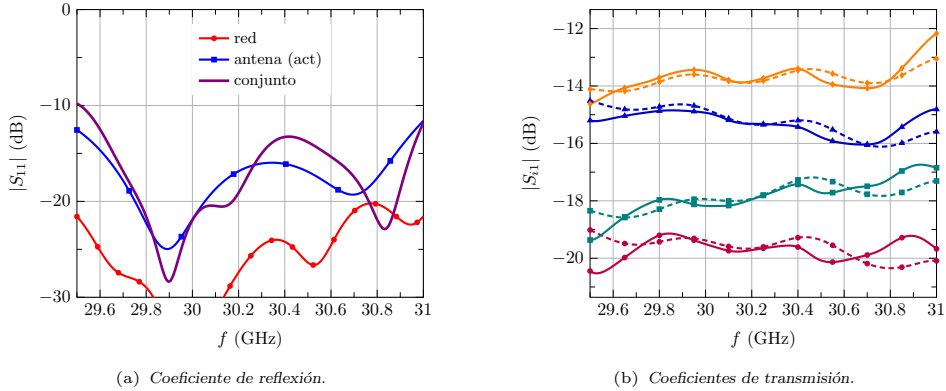 0
−10
−20
−30
|S11| (dB)
red
antena (act)
conjunto
29.6 29.8 30 30.2 30.4 30.6 30.8 31
f (GHz)
(a) Coeficiente de reflexión.
−12
−14
−16
−18
−20
|Si1| (dB)
29.6 29.8 30 30.2 30.4 30.6 30.8 31
f (GHz)
(b) Coeficientes de transmisión.